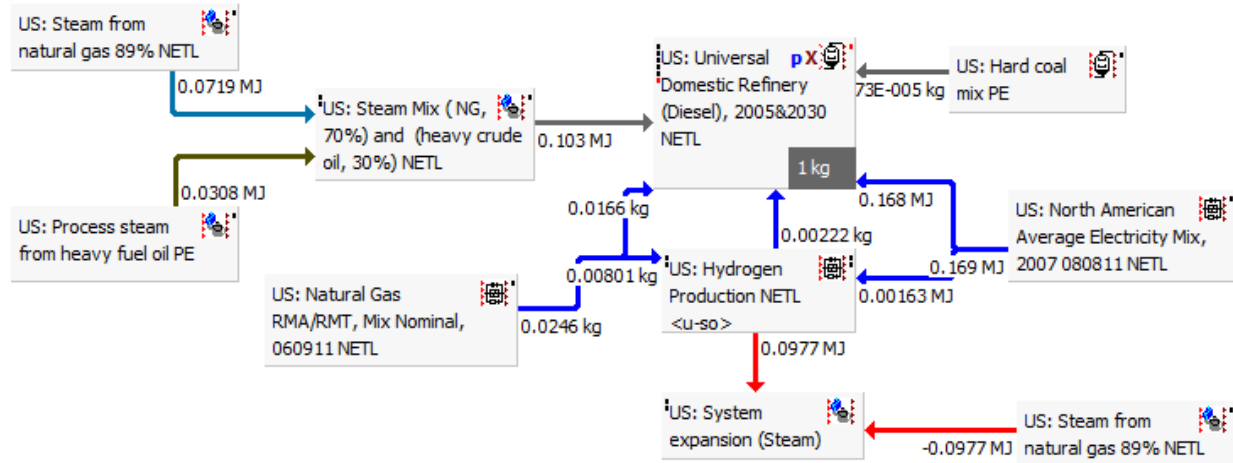 US: Steam from
natural gas 89% NETL
0.0719 MJ
US: Steam Mix ( NG,
70%) and (heavy crude
oil, 30%) NETL
0.103 MJ
0.0308 MJ
US: Process steam
from heavy fuel oil PE
US: Universal
Domestic Refinery
(Diesel), 2005&2030
NETL
pX
1 kg
73E-005 kg
US: Hard coal
mix PE
0.0166 kg
0.00222 kg
0.168 MJ
US: North American
Average Electricity Mix,
2007 080811 NETL
0.169 MJ
0.00163 MJ
0.00801 kg
US: Natural Gas
RMA/RMT, Mix Nominal,
060911 NETL
0.0246 kg
US: Hydrogen
Production NETL
<u-so>
0.0977 MJ
US: System
expansion (Steam)
-0.0977 MJ
US: Steam from
natural gas 89% NETL